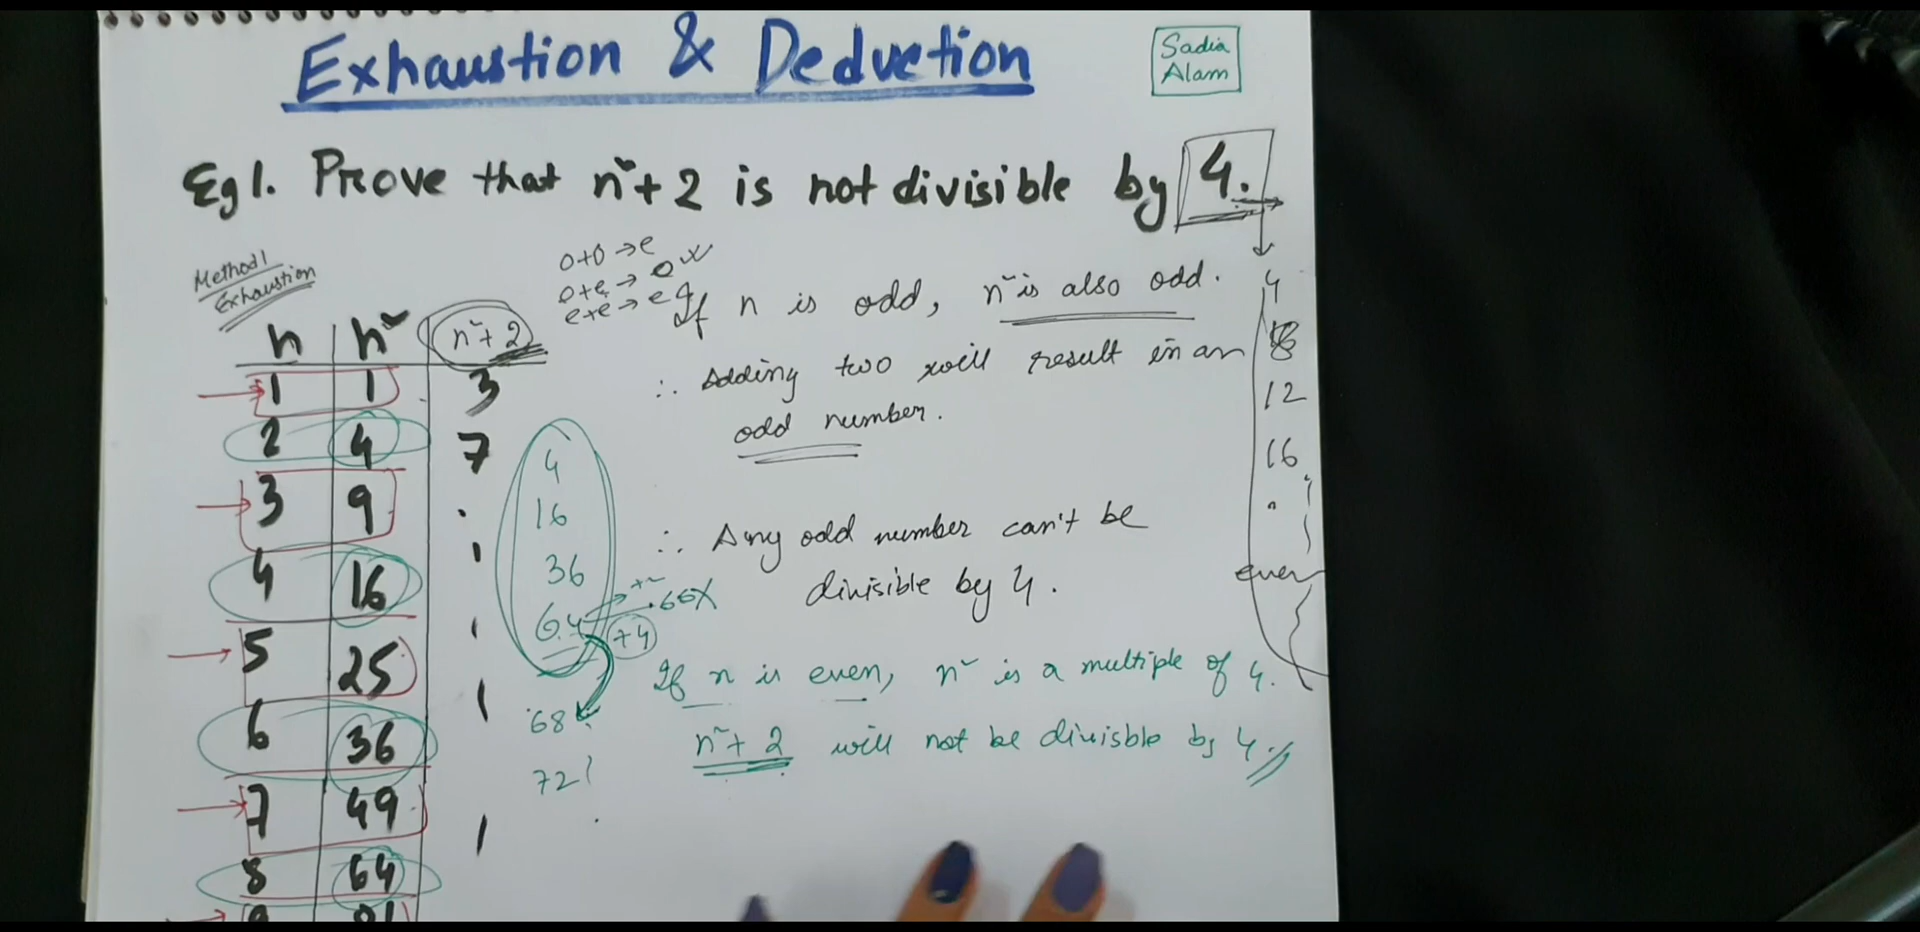 Exhaustion & Deduction
Sadia
Alam
Eg 1. Prove that n²+ 2 is not divisible by 4.
Method 1
Exhaustion
n n² n²+ 2
1 1 3
2 4 7
3 9
4 16
5 25
6 36
7 49
8 64
9 81
o+o → e
o+e → o
e+e → e
If n is odd, n² is also odd.
∴ Adding two will result in an
odd number.
∴ Any odd number can't be
divisible by 4.
If n is even, n² is a multiple of 4.
n²+ 2 will not be divisble by 4.
4
16
36
64
+2
66 X
+4
68
72
4
8
12
16
even